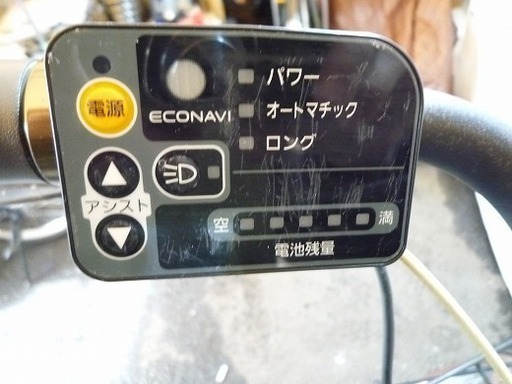 電源
ECONAVI
パワー
オートマチック
ロング
アシスト
空
満
電池残量